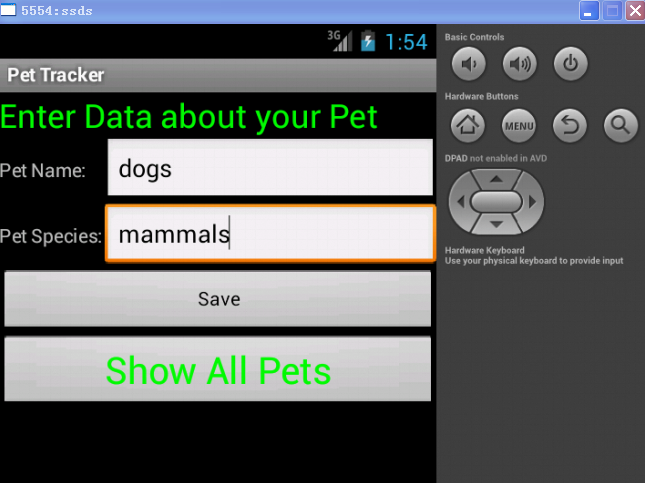 5554:ssds
3G 1:54
Pet Tracker
Enter Data about your Pet
Pet Name: dogs
Pet Species: mammals
Save
Show All Pets
Basic Controls
Hardware Buttons
MENU
DPAD not enabled in AVD
Hardware Keyboard
Use your physical keyboard to provide input